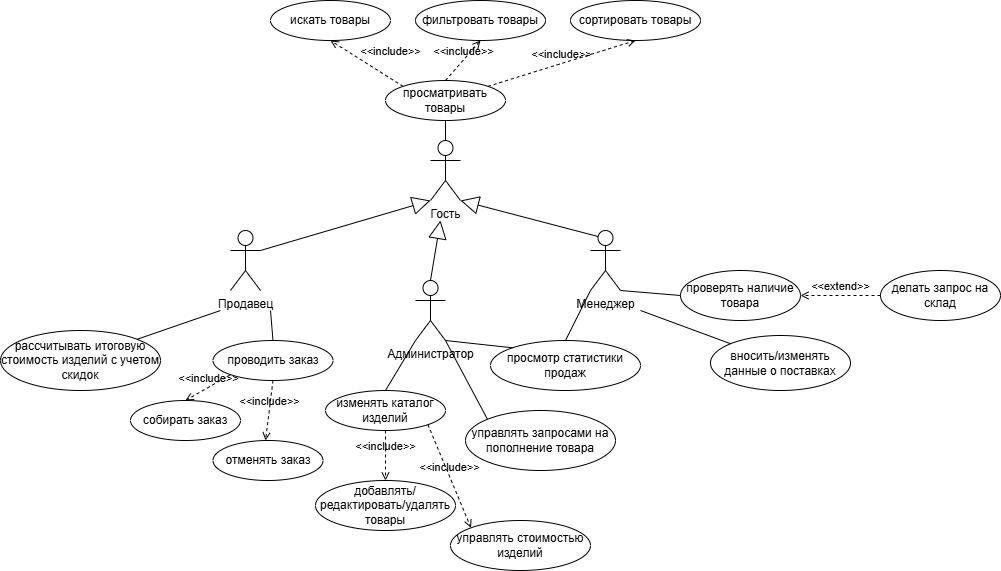 искать товары
фильтровать товары
сортировать товары
<<include>>
<<include>>
<<include>>
просматривать
товары
Гость
Продавец
Менеджер
проверять наличие
товара
<<extend>>
делать запрос на
склад
рассчитывать итоговую
стоимость изделий с учетом
скидок
проводить заказ
Администратор
просмотр статистики
продаж
вносить/изменять
данные о поставках
<<include>>
<<include>>
собирать заказ
отменять заказ
изменять каталог
изделий
управлять запросами на
пополнение товара
<<include>>
<<include>>
добавлять/
редактировать/удалять
товары
управлять стоимостью
изделий